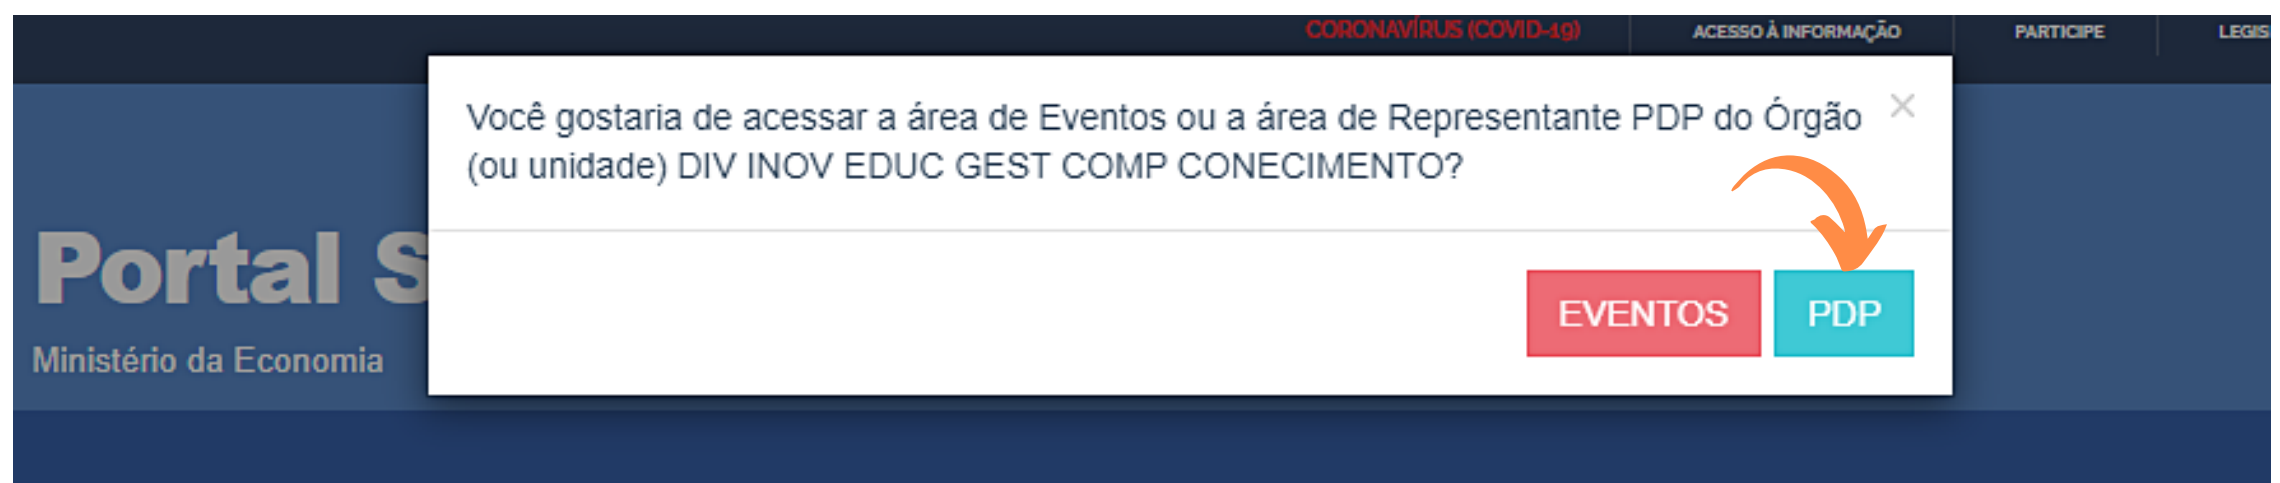 CORONAVÍRUS (COVID-19) ACESSO À INFORMAÇÃO PARTICIPE
Você gostaria de acessar a área de Eventos ou a área de Representante PDP do Órgão ×
(ou unidade) DIV INOV EDUC GEST COMP CONECIMENTO?
Portal S
EVENTOS PDP
Ministério da Economia